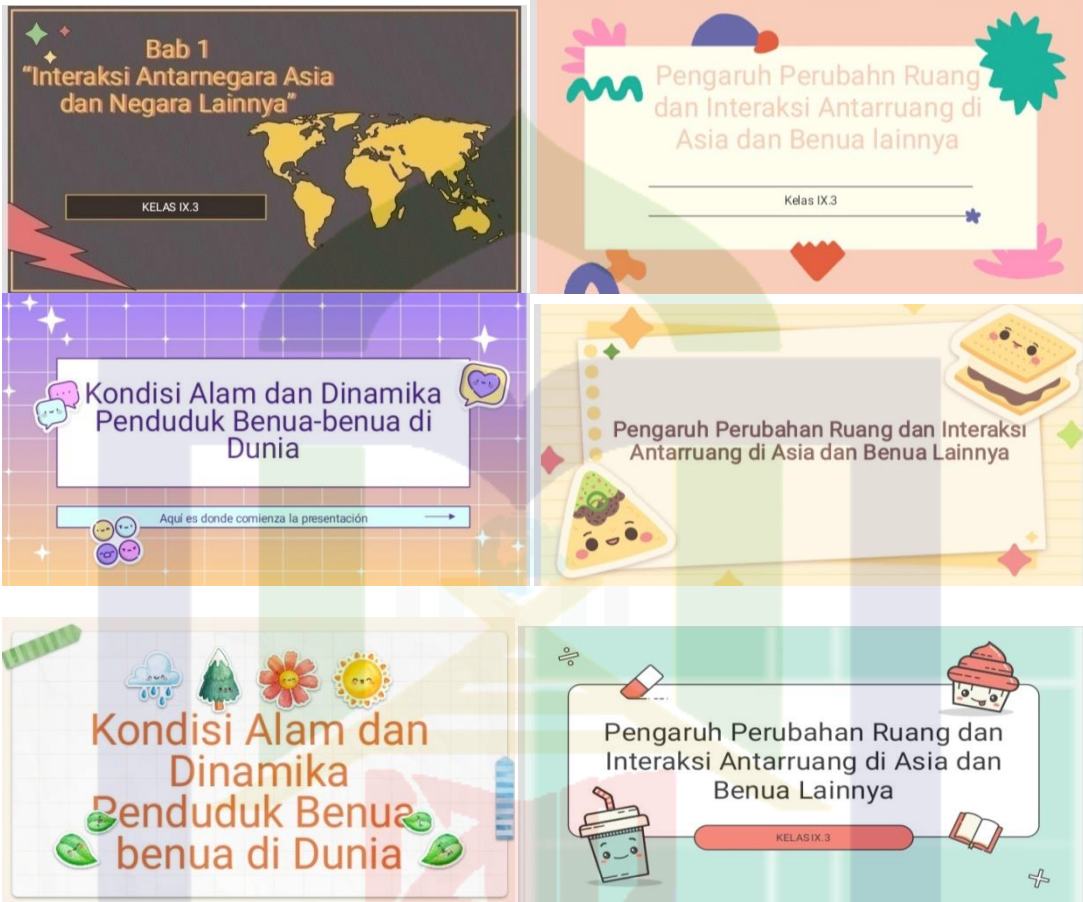 Bab 1
“Interaksi Antarnegara Asia
dan Negara Lainnya”
KELAS IX.3
Pengaruh Perubahn Ruang
dan Interaksi Antarruang di
Asia dan Benua lainnya
Kelas IX.3
Kondisi Alam dan Dinamika
Penduduk Benua-benua di
Dunia
Aquí es donde comienza la presentación
Pengaruh Perubahan Ruang dan Interaksi
Antarruang di Asia dan Benua Lainnya
Kondisi Alam dan
Dinamika
Penduduk Benua-
benua di Dunia
Pengaruh Perubahan Ruang dan
Interaksi Antarruang di Asia dan
Benua Lainnya
KELAS IX.3